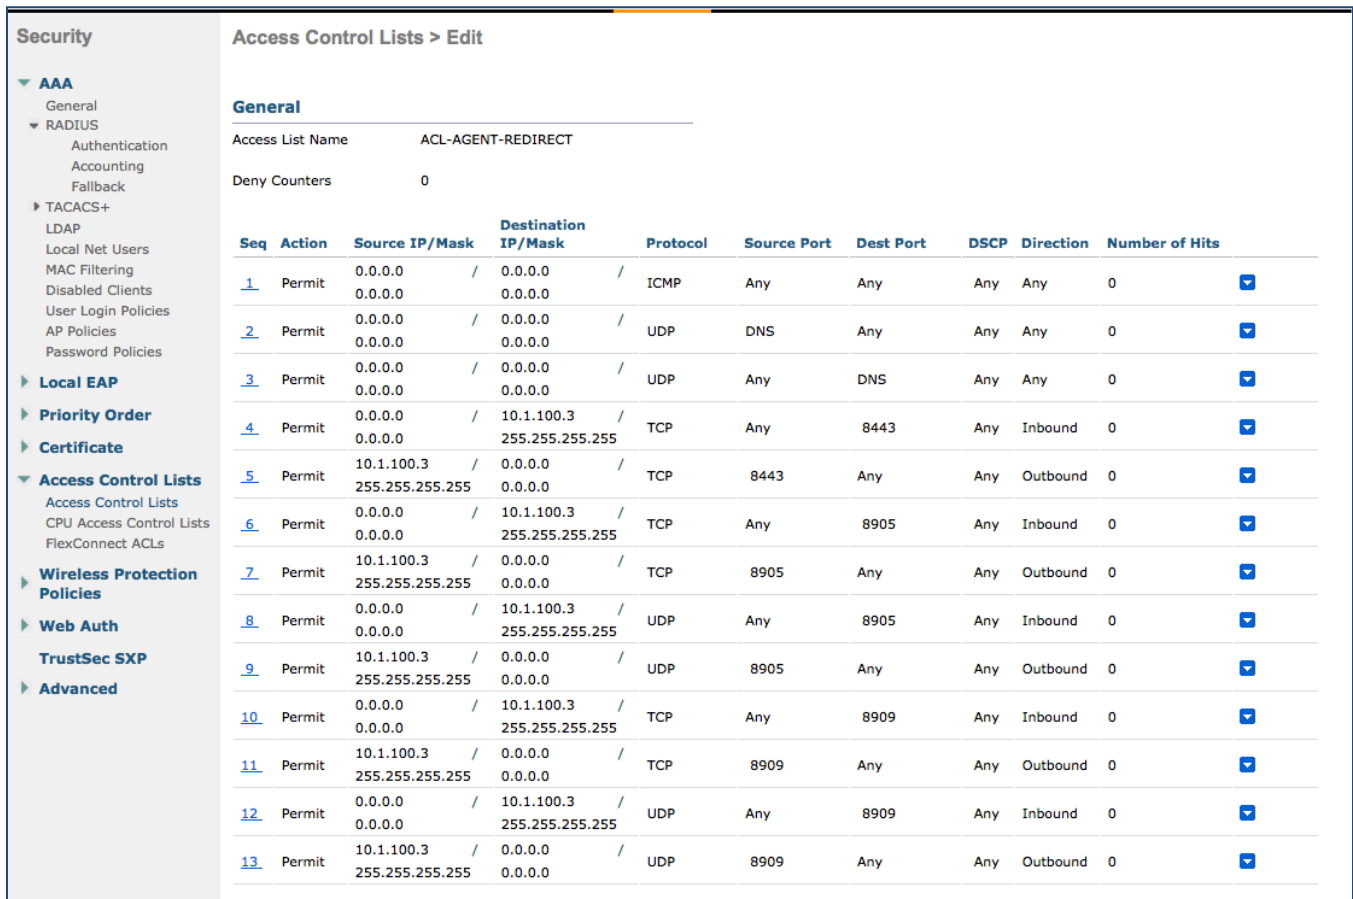 Security
AAA
General
RADIUS
Authentication
Accounting
Fallback
TACACS+
LDAP
Local Net Users
MAC Filtering
Disabled Clients
User Login Policies
AP Policies
Password Policies
Local EAP
Priority Order
Certificate
Access Control Lists
Access Control Lists
CPU Access Control Lists
FlexConnect ACLs
Wireless Protection
Policies
Web Auth
TrustSec SXP
Advanced
Access Control Lists > Edit
General
Access List Name ACL-AGENT-REDIRECT
Deny Counters 0
Destination
Seq Action Source IP/Mask IP/Mask Protocol Source Port Dest Port DSCP Direction Number of Hits
0.0.0.0 / 0.0.0.0 /
1 Permit ICMP Any Any Any Any 0
0.0.0.0 0.0.0.0
0.0.0.0 / 0.0.0.0 /
2 Permit UDP DNS Any Any Any 0
0.0.0.0 0.0.0.0
0.0.0.0 / 0.0.0.0 /
3 Permit UDP Any DNS Any Any 0
0.0.0.0 0.0.0.0
0.0.0.0 / 10.1.100.3 /
4 Permit TCP Any 8443 Any Inbound 0
0.0.0.0 255.255.255.255
10.1.100.3 / 0.0.0.0 /
5 Permit TCP 8443 Any Any Outbound 0
255.255.255.255 0.0.0.0
0.0.0.0 / 10.1.100.3 /
6 Permit TCP Any 8905 Any Inbound 0
0.0.0.0 255.255.255.255
10.1.100.3 / 0.0.0.0 /
7 Permit TCP 8905 Any Any Outbound 0
255.255.255.255 0.0.0.0
0.0.0.0 / 10.1.100.3 /
8 Permit UDP Any 8905 Any Inbound 0
0.0.0.0 255.255.255.255
10.1.100.3 / 0.0.0.0 /
9 Permit UDP 8905 Any Any Outbound 0
255.255.255.255 0.0.0.0
0.0.0.0 / 10.1.100.3 /
10 Permit TCP Any 8909 Any Inbound 0
0.0.0.0 255.255.255.255
10.1.100.3 / 0.0.0.0 /
11 Permit TCP 8909 Any Any Outbound 0
255.255.255.255 0.0.0.0
0.0.0.0 / 10.1.100.3 /
12 Permit UDP Any 8909 Any Inbound 0
0.0.0.0 255.255.255.255
10.1.100.3 / 0.0.0.0 /
13 Permit UDP 8909 Any Any Outbound 0
255.255.255.255 0.0.0.0